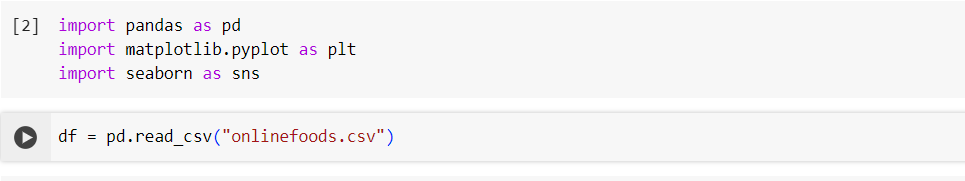 [2] import pandas as pd
import matplotlib.pyplot as plt
import seaborn as sns
df = pd.read_csv("onlinefoods.csv")